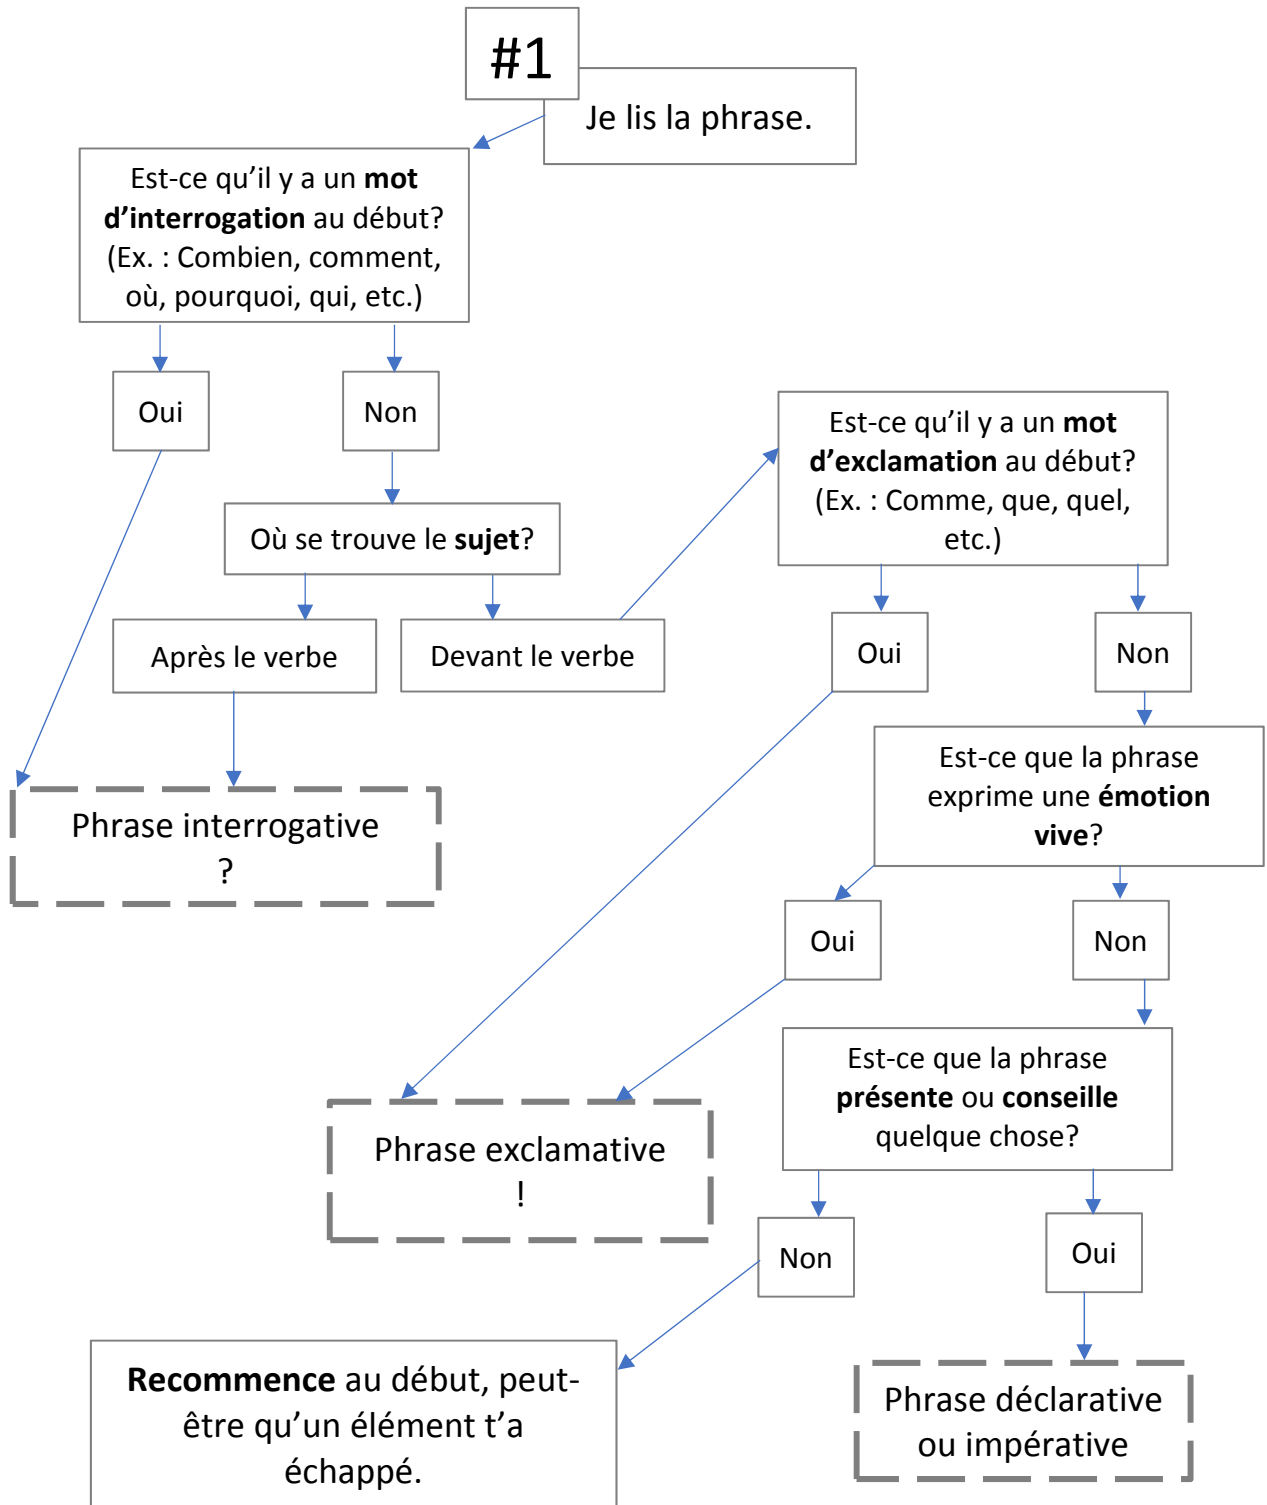 #1
Je lis la phrase.
Est-ce qu’il y a un mot
d’interrogation au début?
(Ex. : Combien, comment,
où, pourquoi, qui, etc.)
Oui
Non
Où se trouve le sujet?
Après le verbe
Devant le verbe
Phrase interrogative
?
Est-ce qu’il y a un mot
d’exclamation au début?
(Ex. : Comme, que, quel,
etc.)
Oui
Non
Est-ce que la phrase
exprime une émotion
vive?
Oui
Non
Phrase exclamative
!
Est-ce que la phrase
présente ou conseille
quelque chose?
Non
Oui
Recommence au début, peut-
être qu’un élément t’a
échappé.
Phrase déclarative
ou impérative